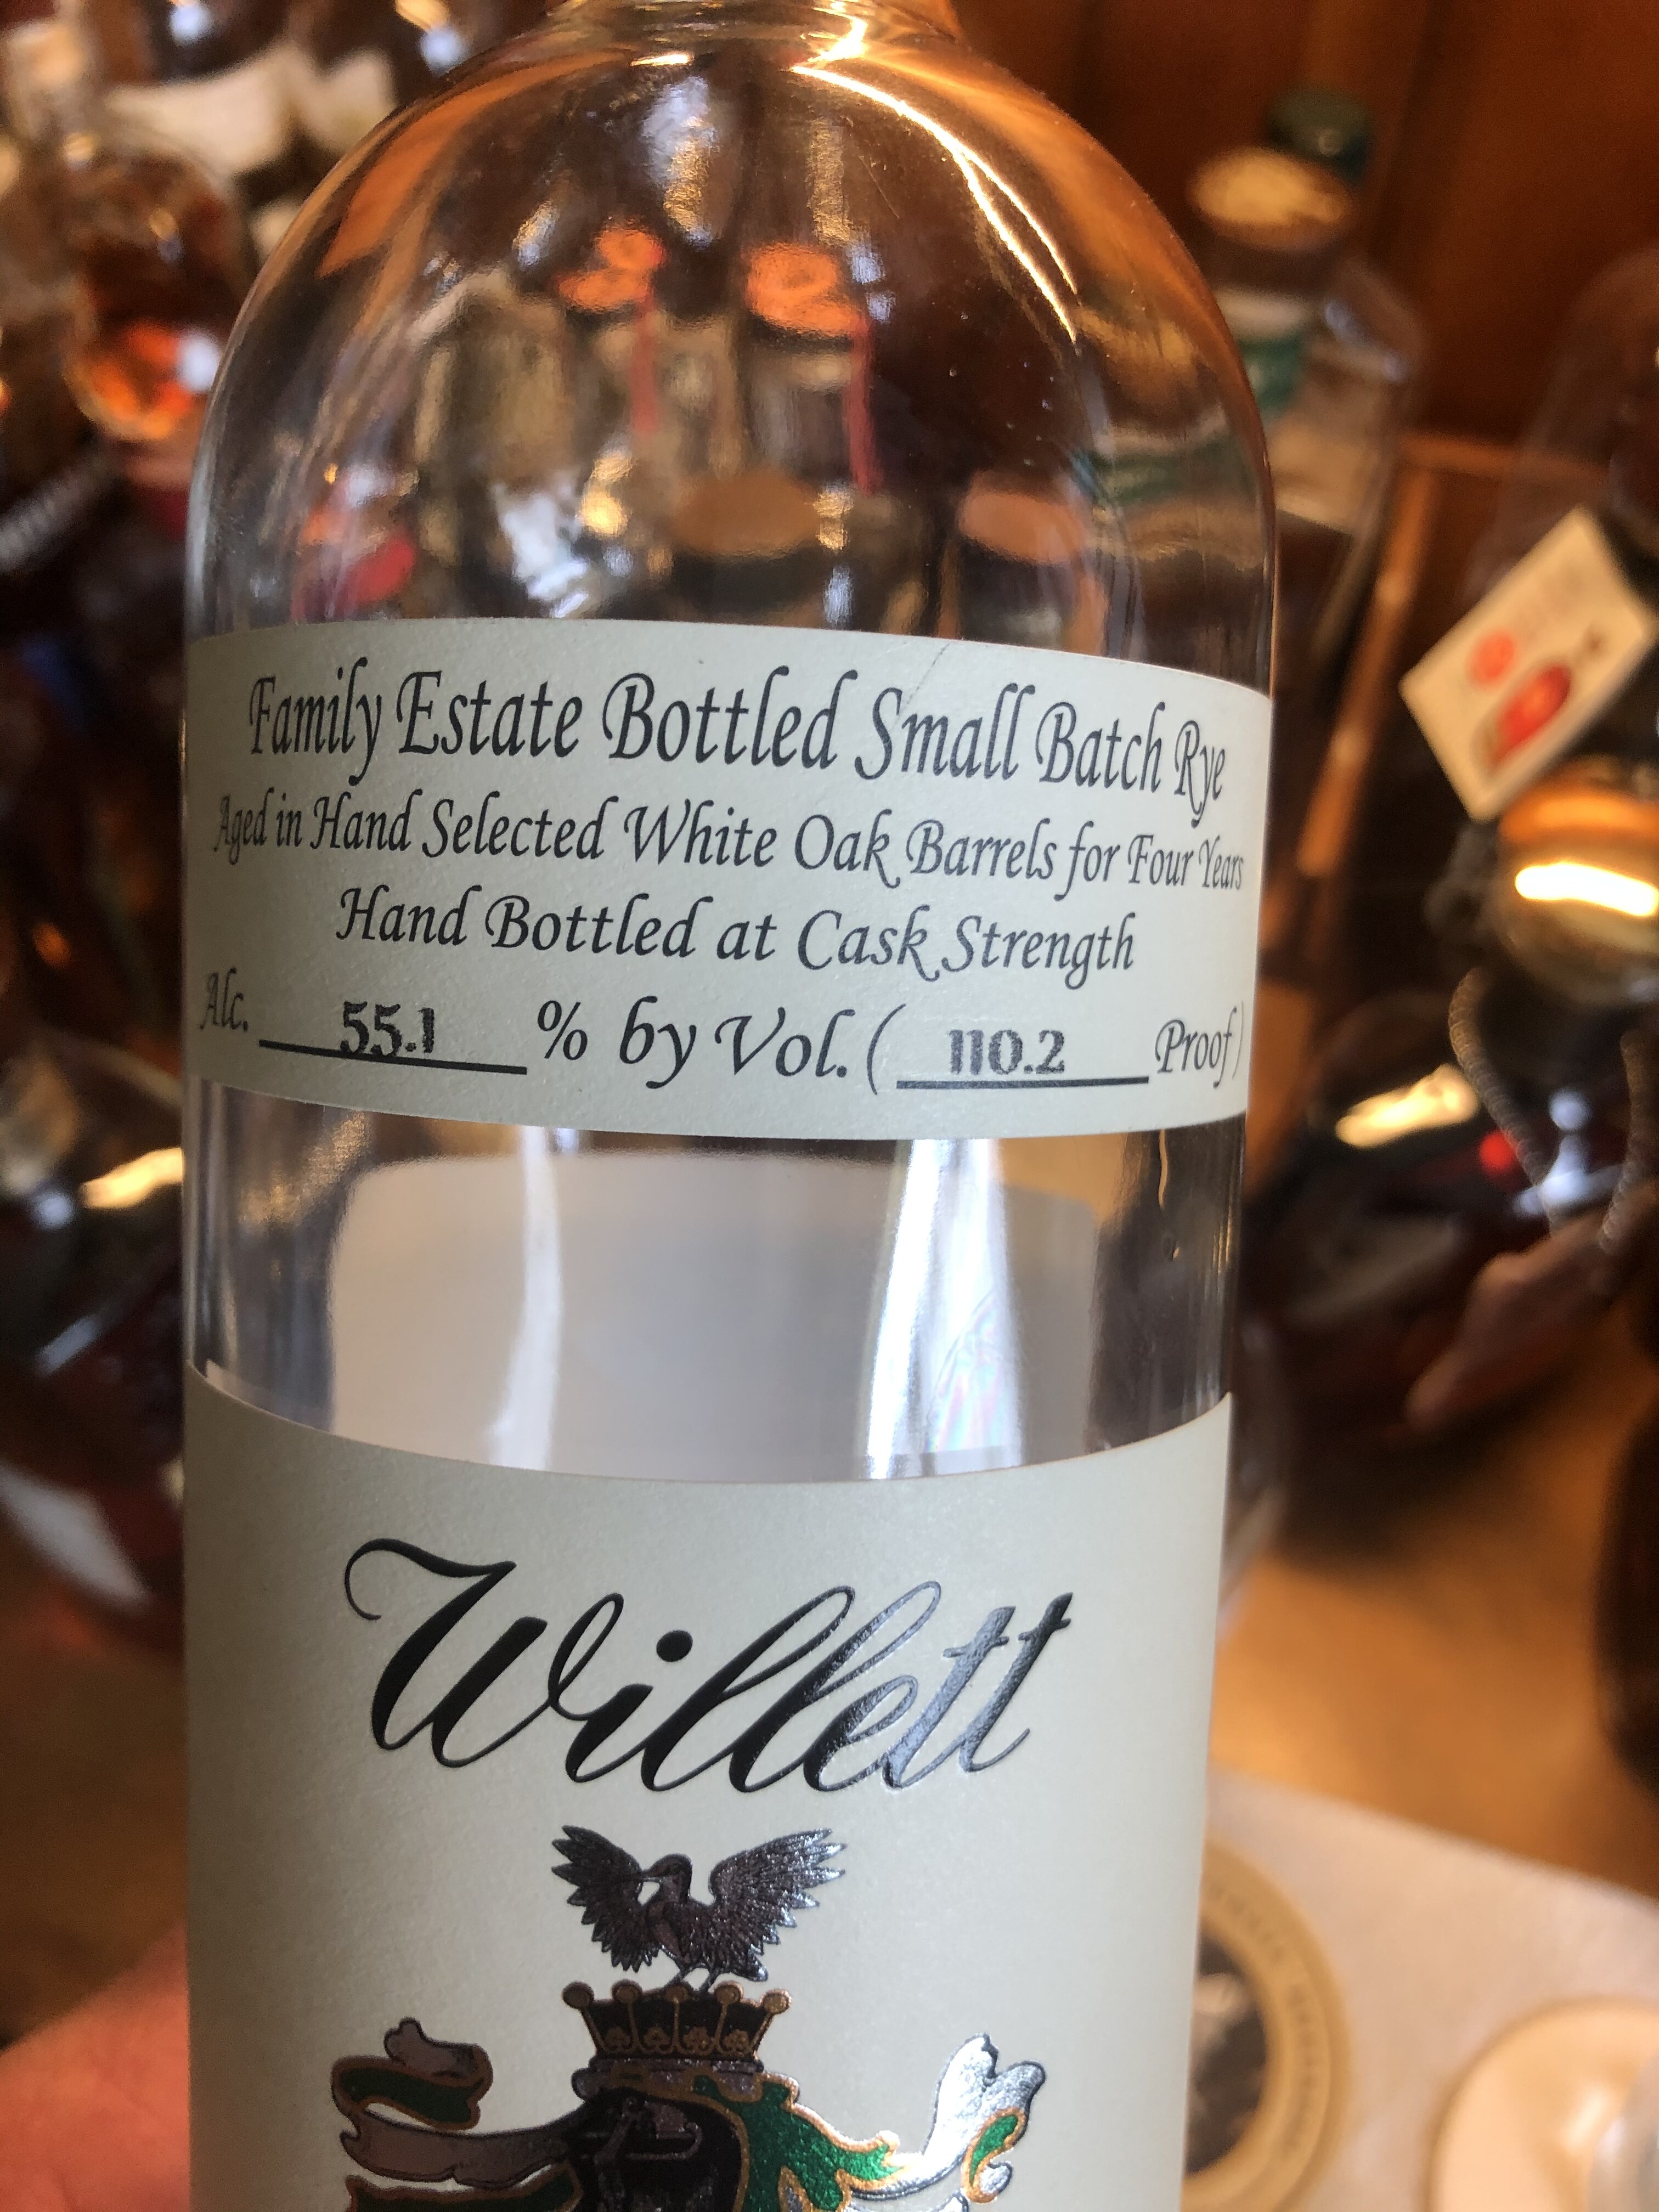 Family Estate Bottled Small Batch Rye
Aged in Hand Selected White Oak Barrels for Four Years
Hand Bottled at Cask Strength
Alc. 55.1 % by Vol. ( 110.2 Proof )
Willett